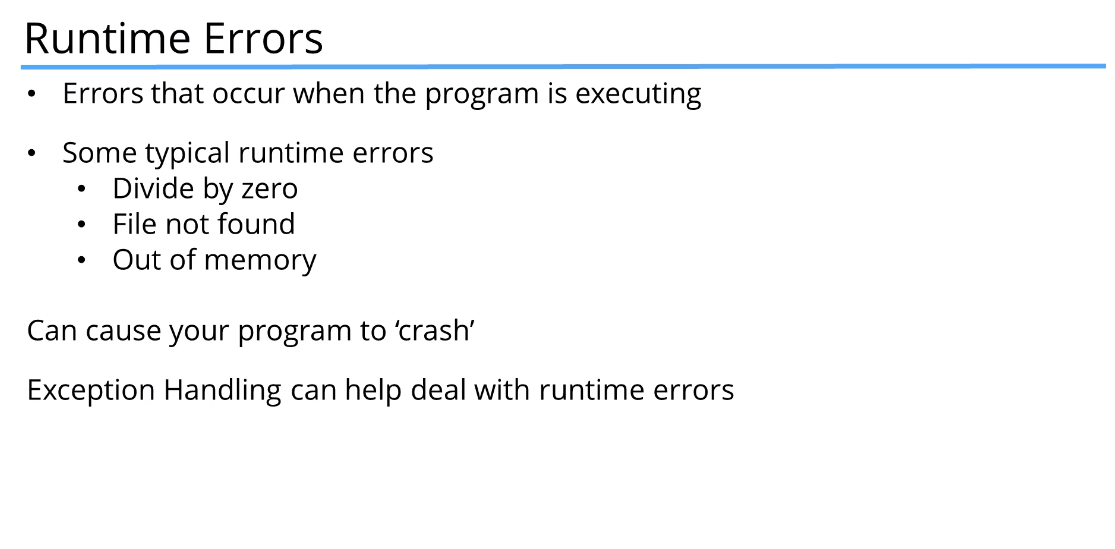 Runtime Errors
• Errors that occur when the program is executing
• Some typical runtime errors
• Divide by zero
• File not found
• Out of memory
Can cause your program to ‘crash’
Exception Handling can help deal with runtime errors